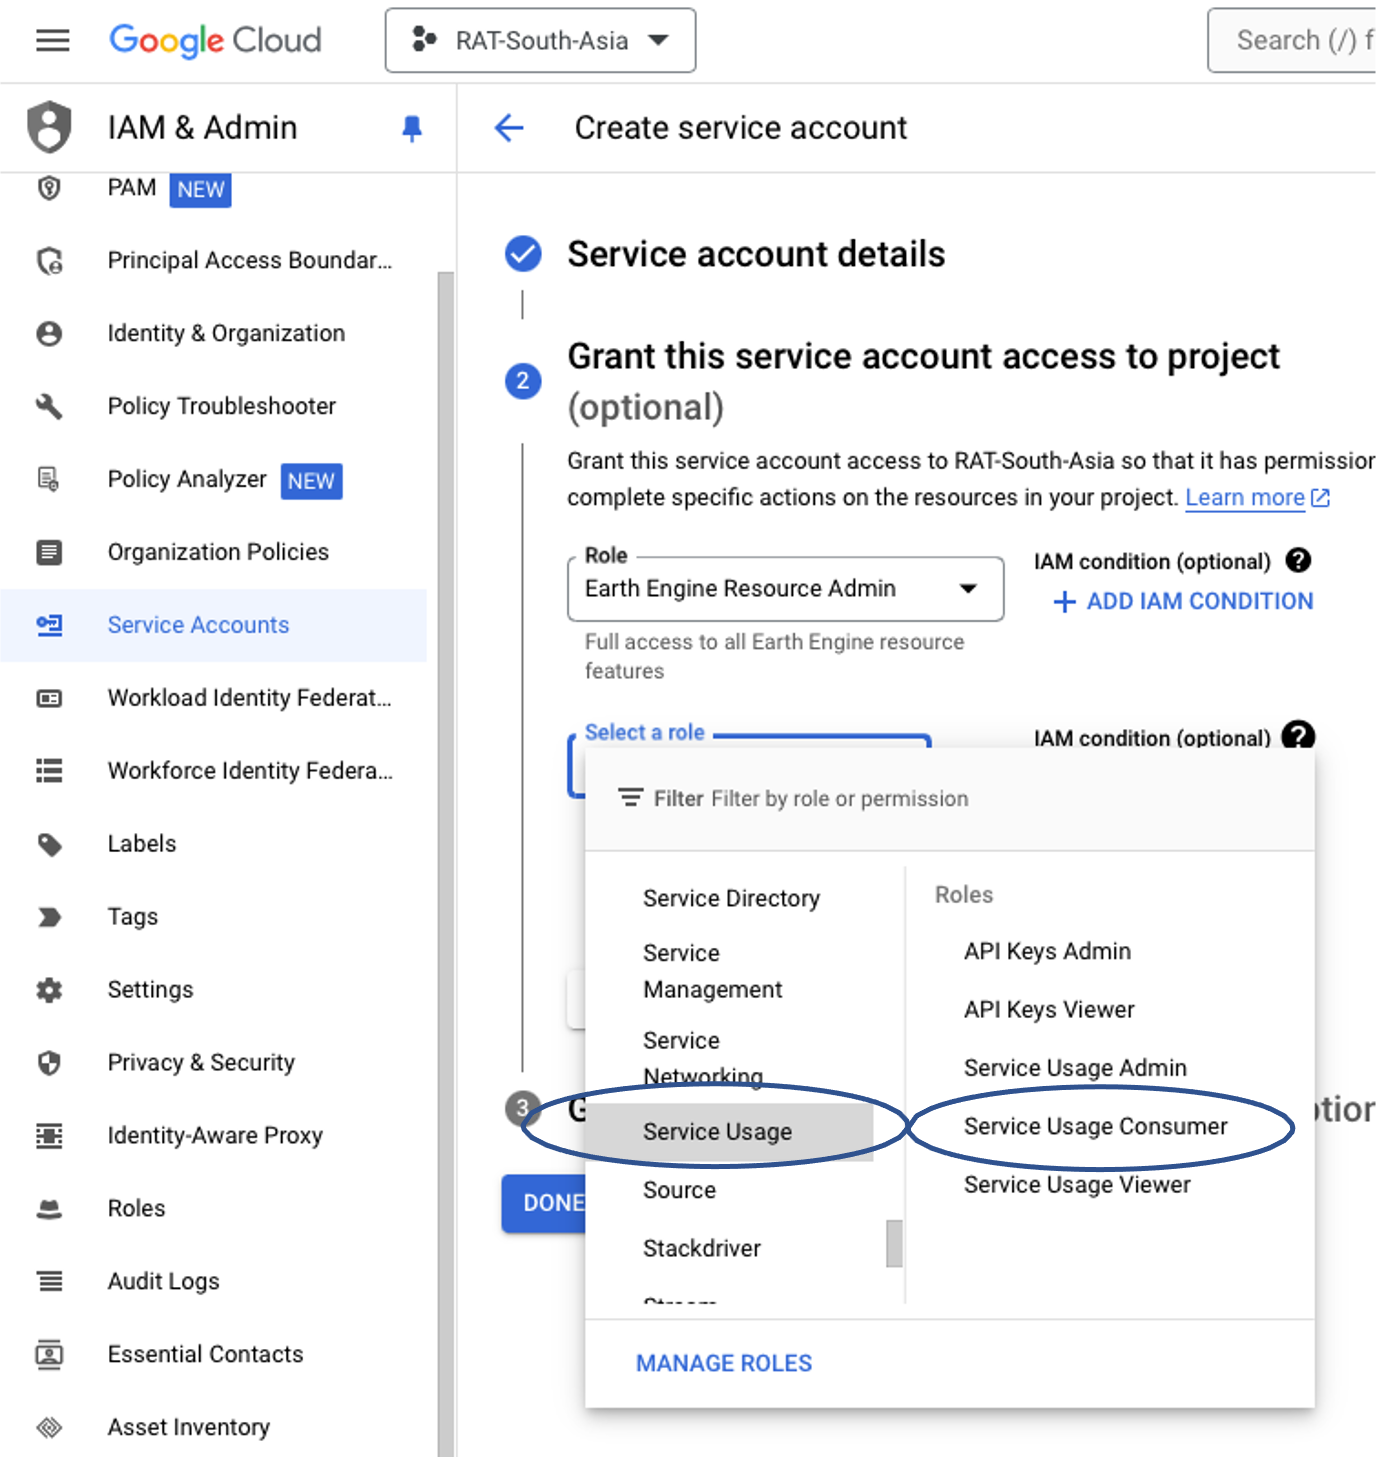 Google Cloud
RAT-South-Asia
Search (/) f
IAM & Admin
Create service account
PAM NEW
Principal Access Boundar...
Identity & Organization
Policy Troubleshooter
Policy Analyzer NEW
Organization Policies
Service Accounts
Workload Identity Federat...
Workforce Identity Federa...
Labels
Tags
Settings
Privacy & Security
Identity-Aware Proxy
Roles
Audit Logs
Essential Contacts
Asset Inventory
Service account details
2
Grant this service account access to project
(optional)
Grant this service account access to RAT-South-Asia so that it has permission
complete specific actions on the resources in your project. Learn more
Role
Earth Engine Resource Admin
IAM condition (optional) ?
+ ADD IAM CONDITION
Full access to all Earth Engine resource
features
Select a role
IAM condition (optional) ?
Filter Filter by role or permission
Service Directory
Service
Management
Service
Networking
Service Usage
Source
Stackdriver
Stream
Roles
API Keys Admin
API Keys Viewer
Service Usage Admin
Service Usage Consumer
Service Usage Viewer
MANAGE ROLES
3
G
ption
DONE